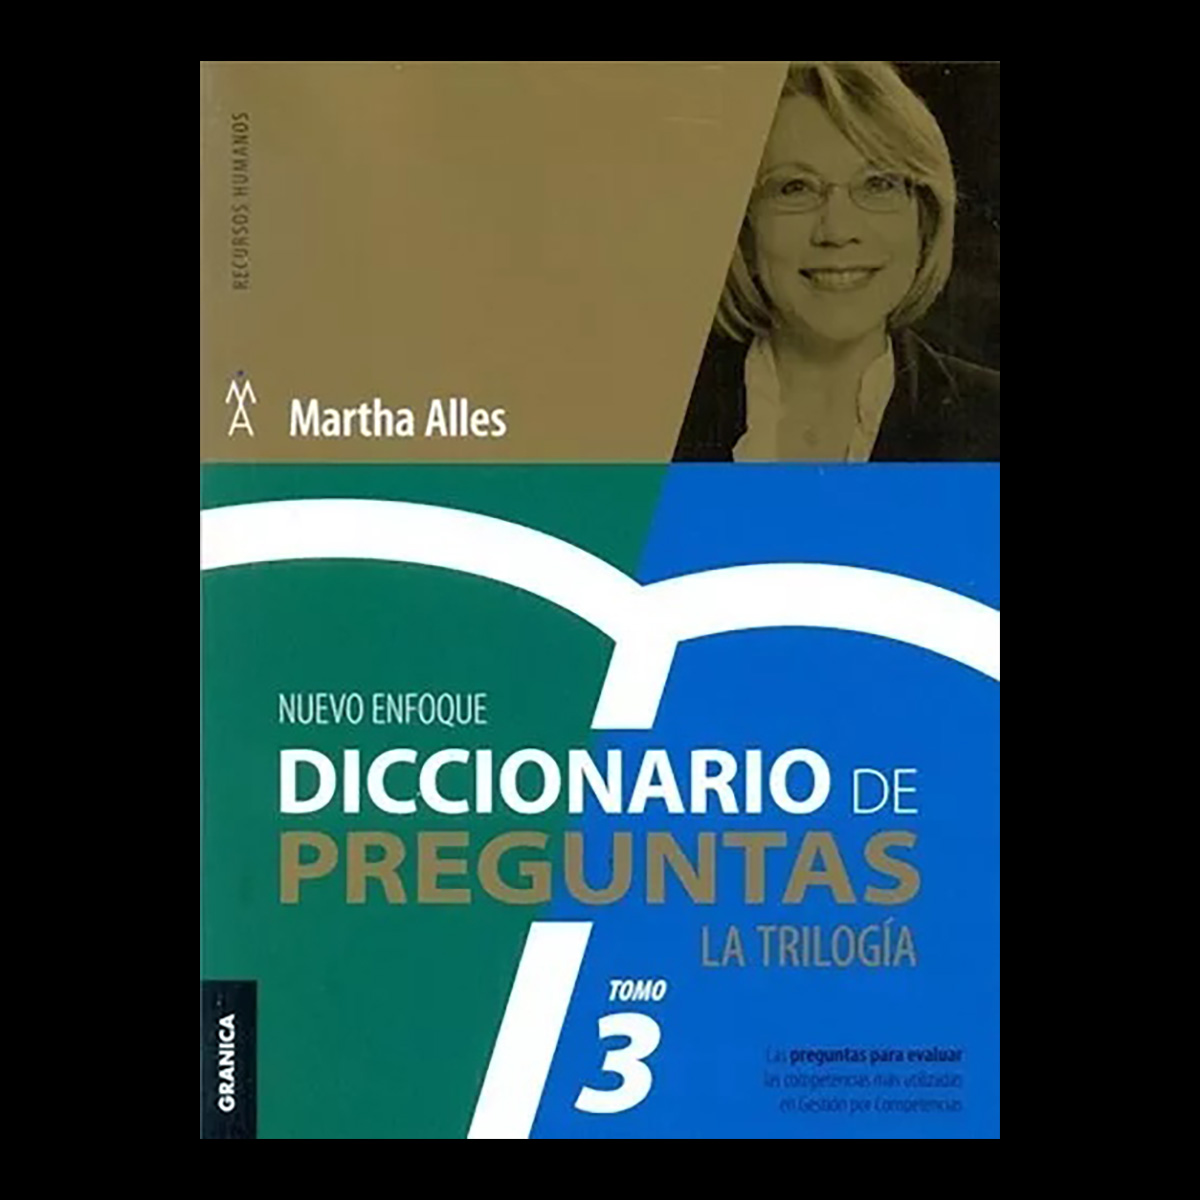 RECURSOS HUMANOS
MA
Martha Alles
NUEVO ENFOQUE
DICCIONARIO DE
PREGUNTAS
LA TRILOGÍA
TOMO
3
GRANICA
Las preguntas para evaluar
las competencias más utilizadas
en Gestión por Competencias